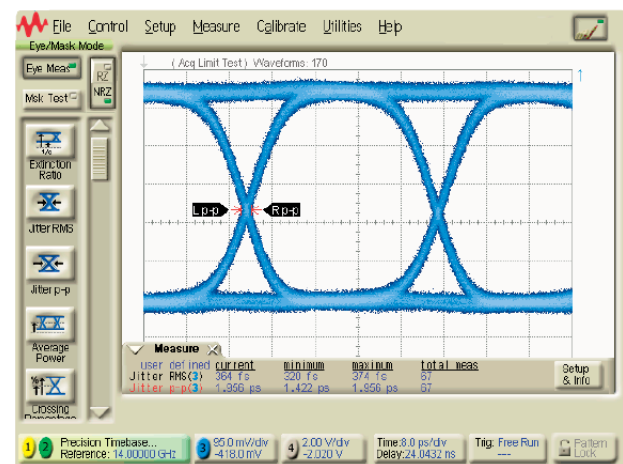 File Control Setup Measure Calibrate Utilities Help
Eye/Mask Mode
Eye Meas
RZ
NRZ
Msk Test
(Acq Limit Test) Waveforms: 170
1
Extinction
Ratio
Jitter RMS
Jitter p-p
Average
Power
Crossing
Percentage
L p-p
R p-p
Measure
user defined current minimum maximum total meas
Jitter RMS(3) 364 fs 320 fs 374 fs 67
Jitter p-p(3) 1.956 ps 1.422 ps 1.956 ps 67
Setup
& Info
1 2 Precision Timebase...
Reference: 14.00000 GHz
3 95.0 mV/div
-418.0 mV
4 2.00 V/div
-2.020 V
Time:8.0 ps/div
Delay:24.0432 ns
Trig: Free Run
---
Pattern
Lock